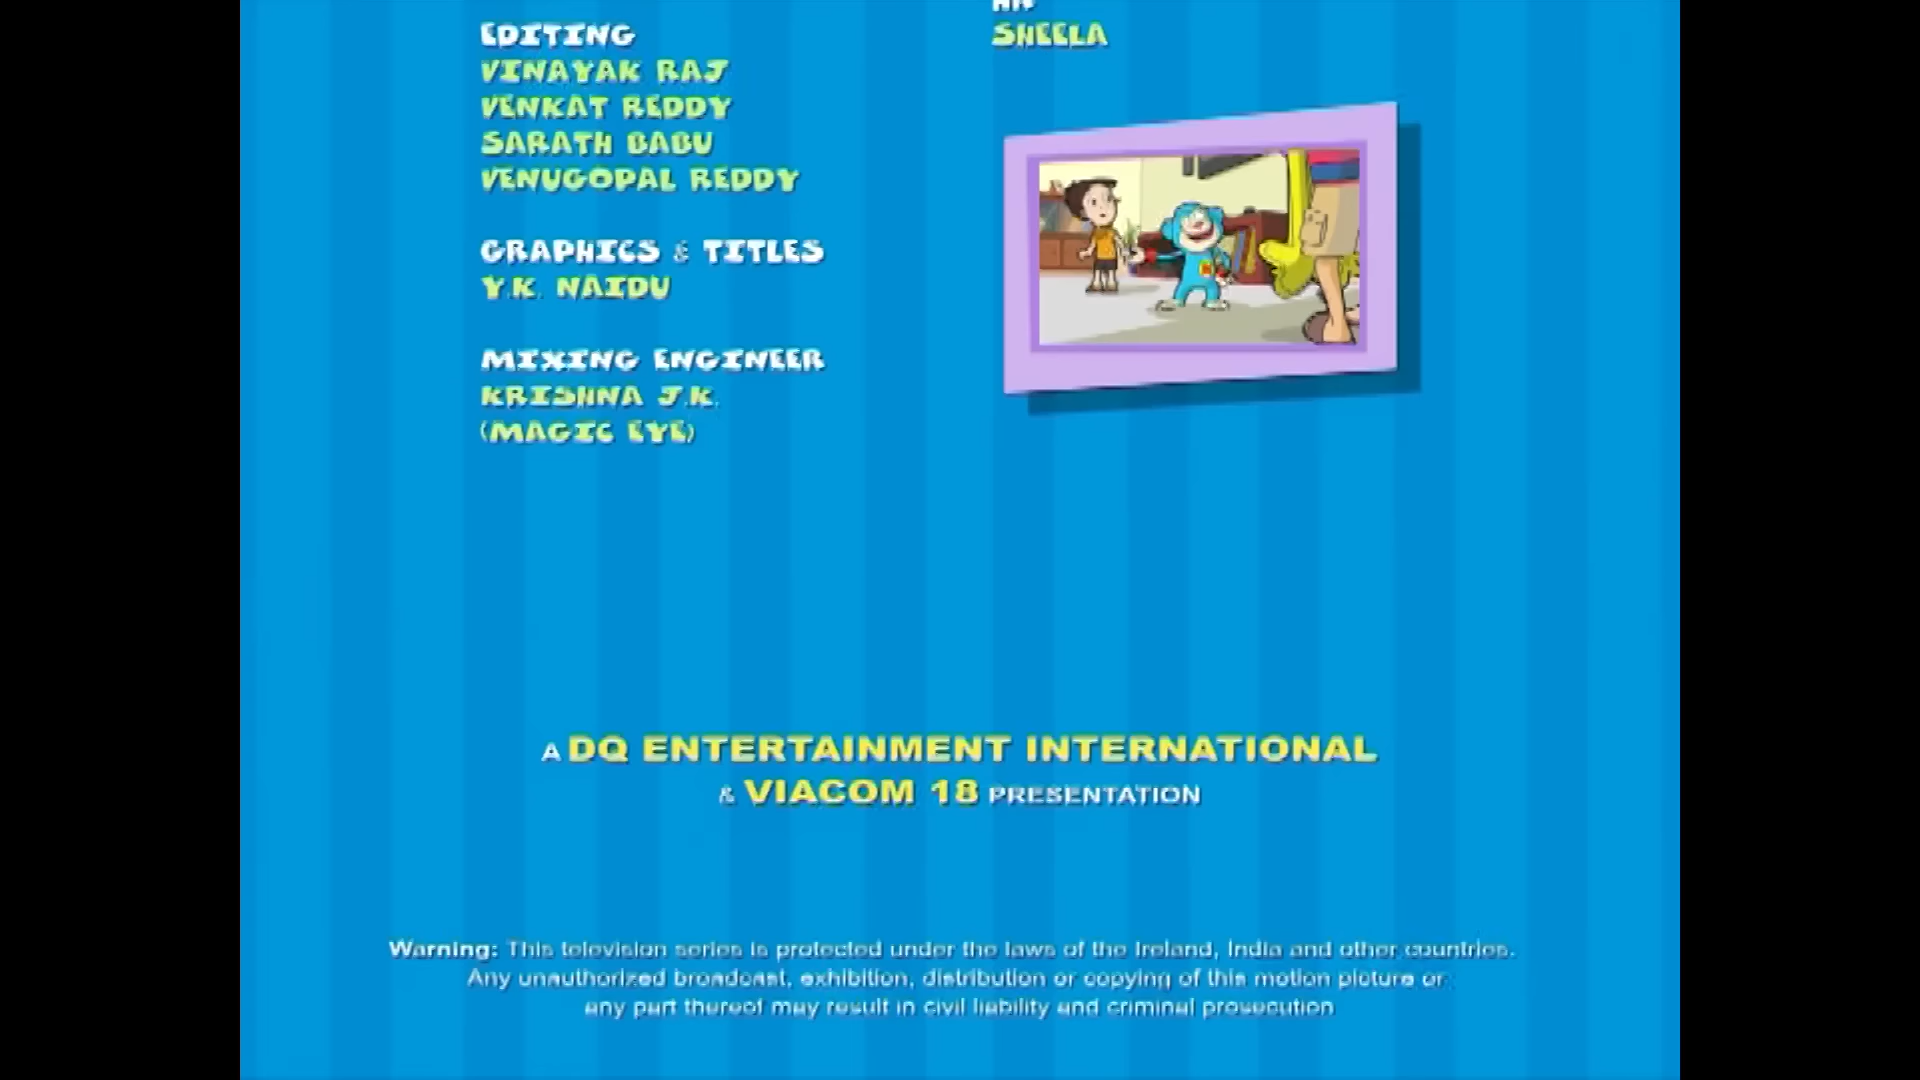 EDITING
VINAYAK RAJ
VENKAT REDDY
SARATH BABU
VENUGOPAL REDDY
GRAPHICS & TITLES
Y.K. NAIDU
MIXING ENGINEER
KRISHNA J.K.
(MAGIC EYE)
SHEELA
A DQ ENTERTAINMENT INTERNATIONAL
& VIACOM 18 PRESENTATION
Warning: This television series is protected under the laws of the Ireland, India and other countries.
Any unauthorized broadcast, exhibition, distribution or copying of this motion picture or
any part thereof may result in civil liability and criminal prosecution